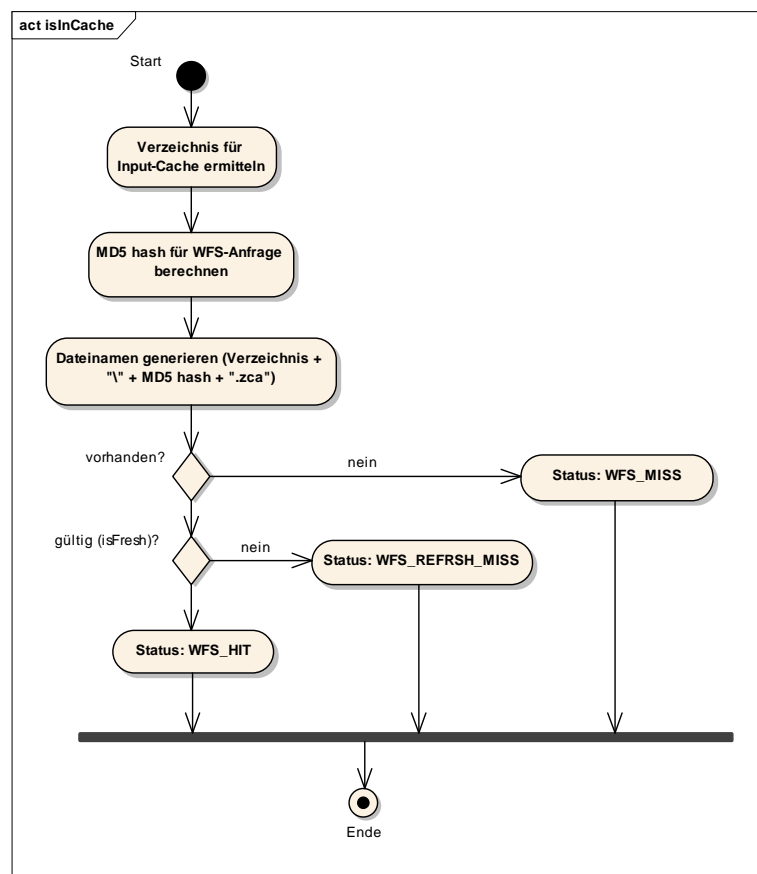 act isInCache
Start
Verzeichnis für
Input-Cache ermitteln
MD5 hash für WFS-Anfrage
berechnen
Dateinamen generieren (Verzeichnis +
"\" + MD5 hash + ".zca")
vorhanden?
nein
Status: WFS_MISS
gültig (isFresh)?
nein
Status: WFS_REFRSH_MISS
Status: WFS_HIT
Ende